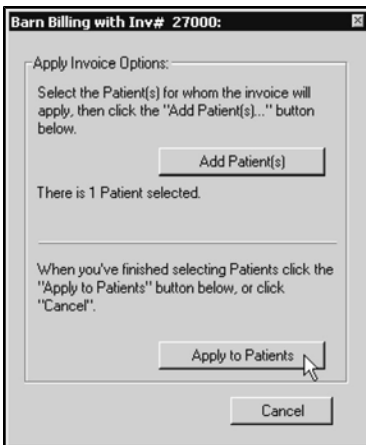 Barn Billing with Inv# 27000:
Apply Invoice Options:
Select the Patient(s) for whom the invoice will
apply, then click the "Add Patient(s)..." button
below.
Add Patient(s)
There is 1 Patient selected.
When you've finished selecting Patients click the
"Apply to Patients" button below, or click
"Cancel".
Apply to Patients
Cancel